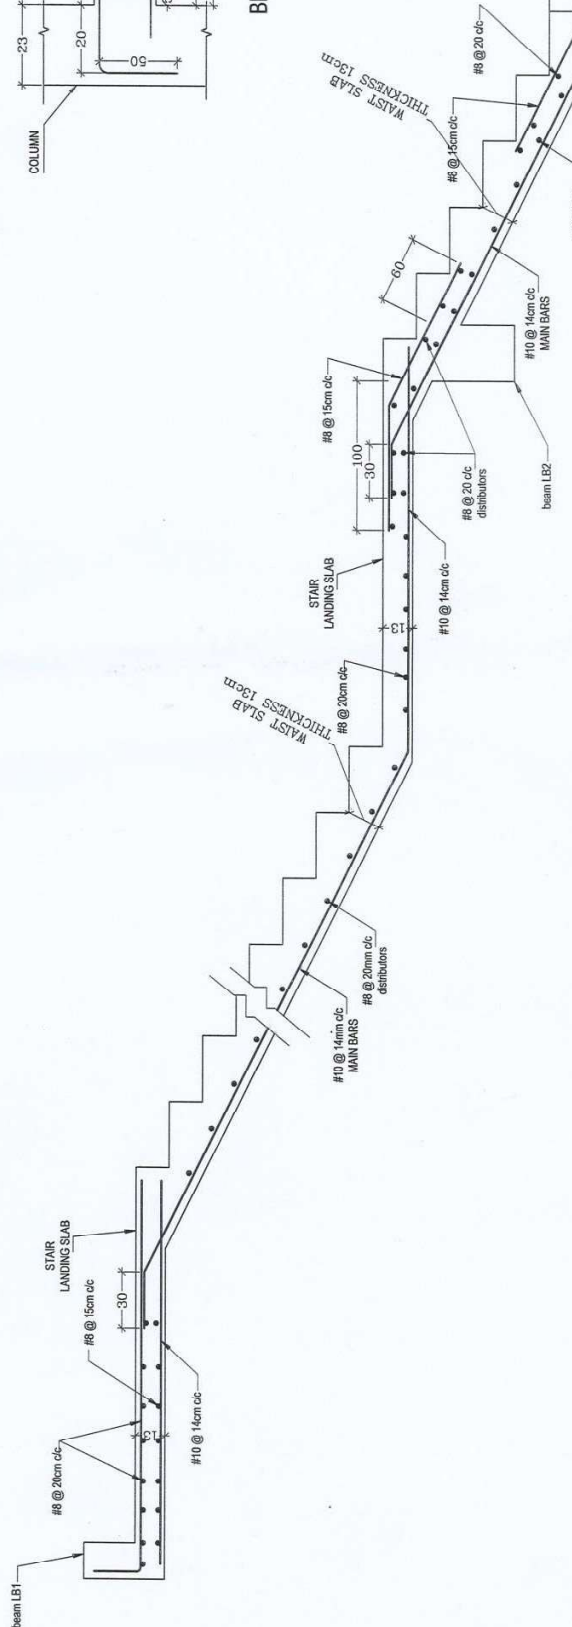 beam LB1
#8 @ 20cm c/c
13
#10 @ 14cm c/c
#8 @ 15cm c/c
30
STAIR
LANDING SLAB
#10 @ 14mm c/c
MAIN BARS
#8 @ 20mm c/c
distributors
WAIST SLAB
THICKNESS 13cm
#8 @ 20cm c/c
13
#10 @ 14cm c/c
STAIR
LANDING SLAB
100
30
#8 @ 15cm c/c
#8 @ 20 c/c
distributors
beam LB2
60
#10 @ 14cm c/c
MAIN BARS
WAIST SLAB
THICKNESS 13cm
#8 @ 15cm c/c
#8 @ 20 c/c
COLUMN
23
20
50